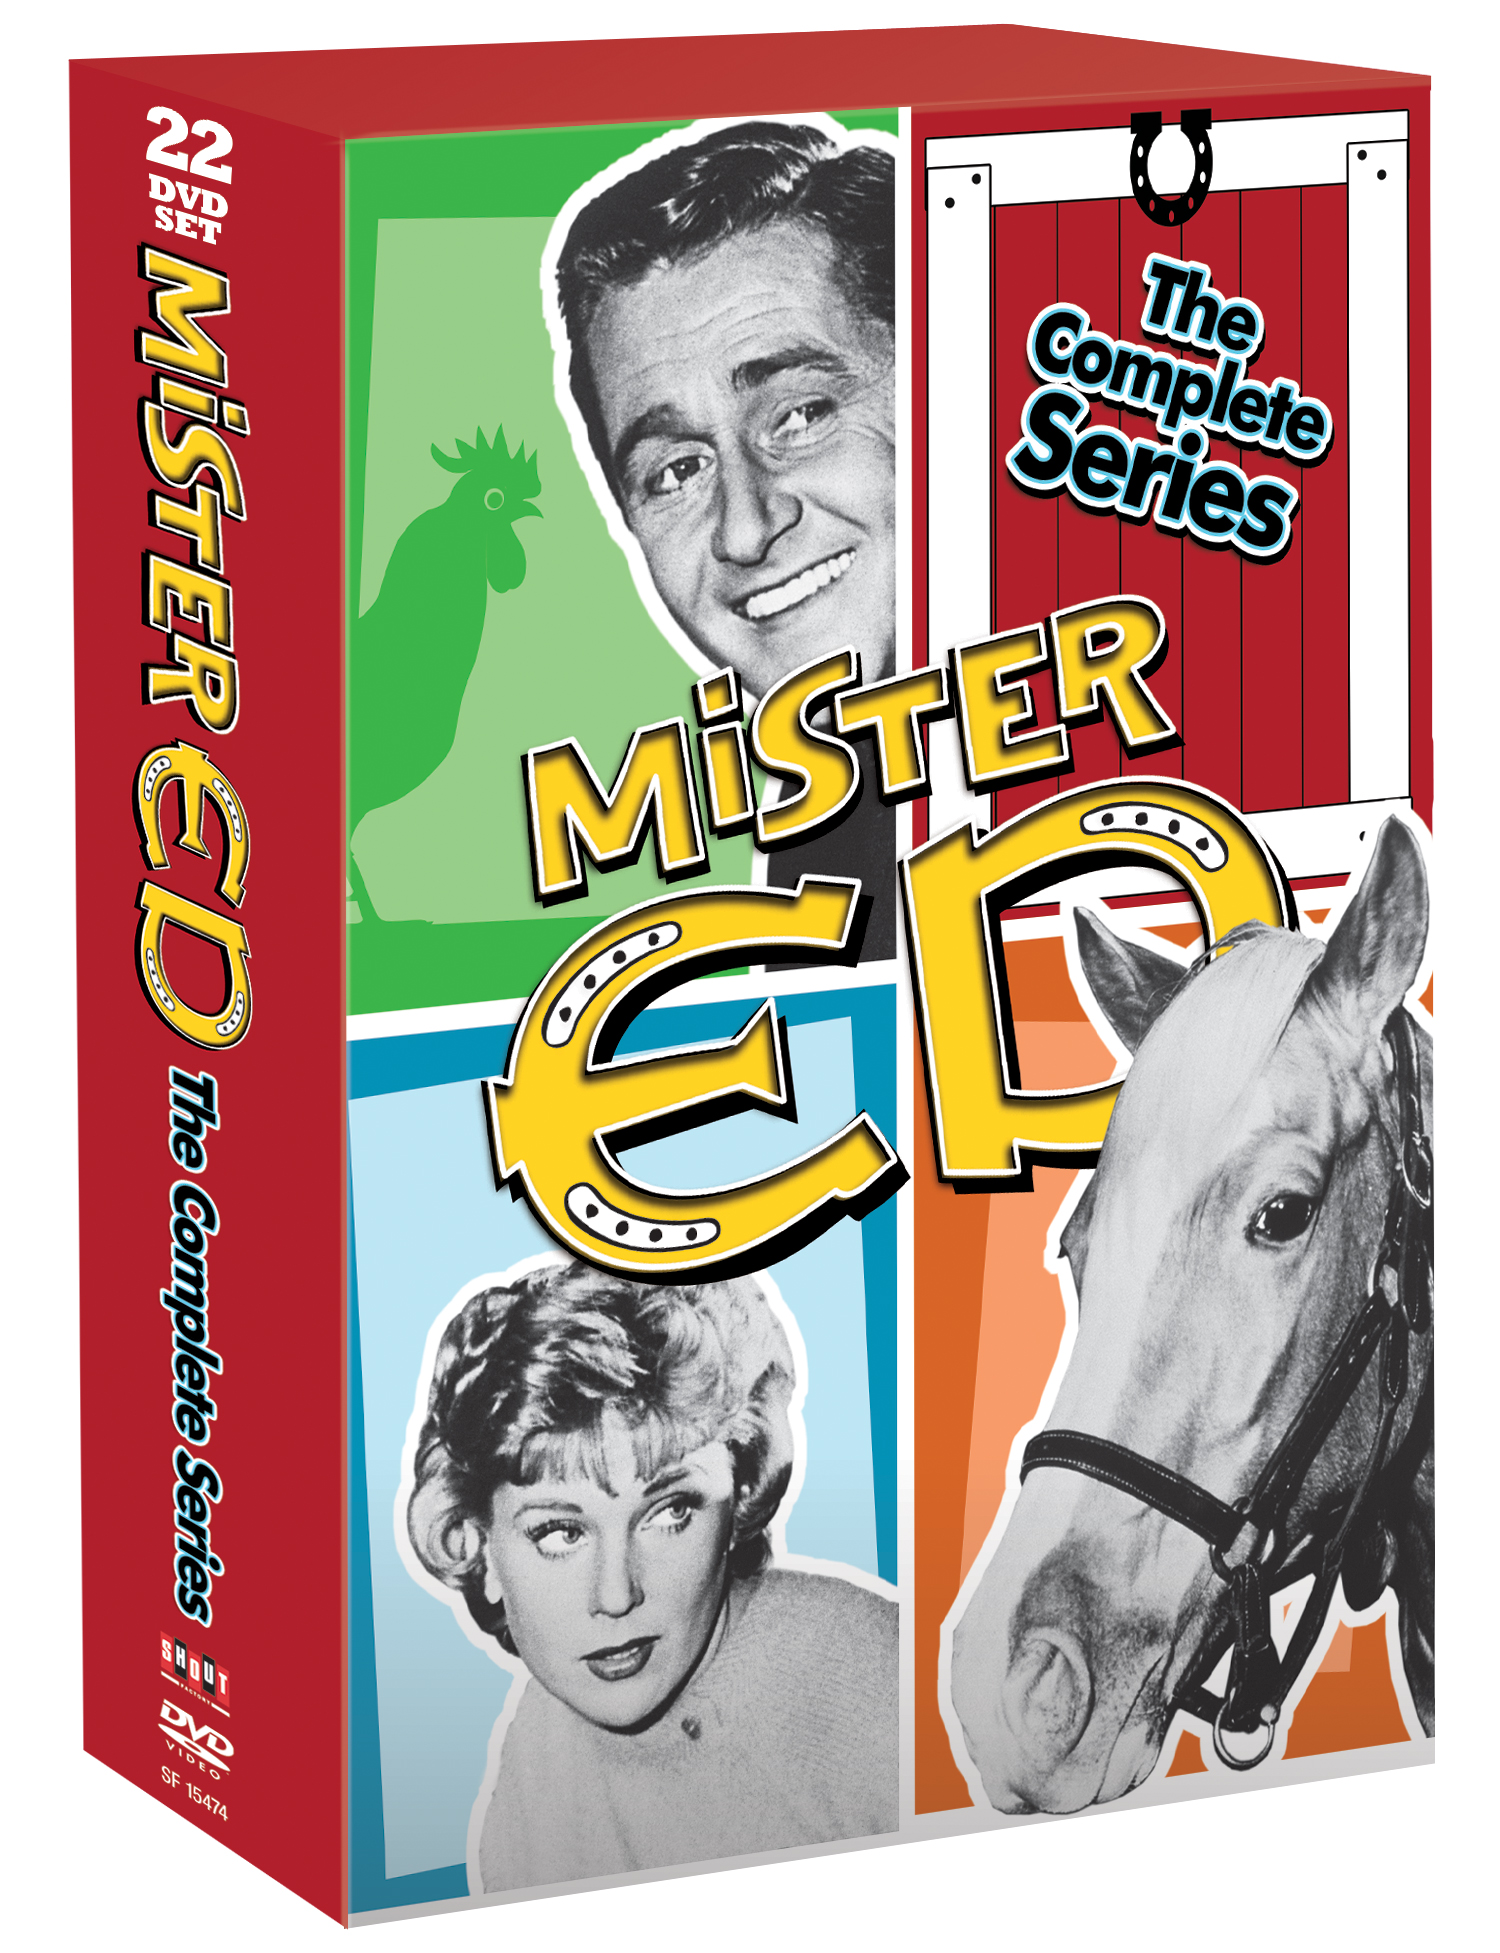 22
DVD
SET
MiSTER ED The Complete Series
SHOUT
FACTORY
DVD
VIDEO
SF 15474
The
Complete
Series
MiSTER
ED